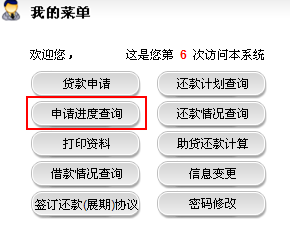 我的菜单
欢迎您， 这是您第 6 次访问本系统
贷款申请 还款计划查询
申请进度查询 还款情况查询
打印资料 助贷还款计算
借款情况查询 信息变更
签订还款(展期)协议 密码修改